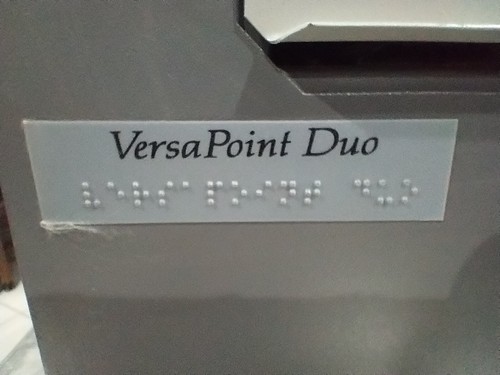 VersaPoint Duo
⠧⠑⠗⠎⠁ ⠏⠕⠊⠝⠞ ⠙⠥⠕